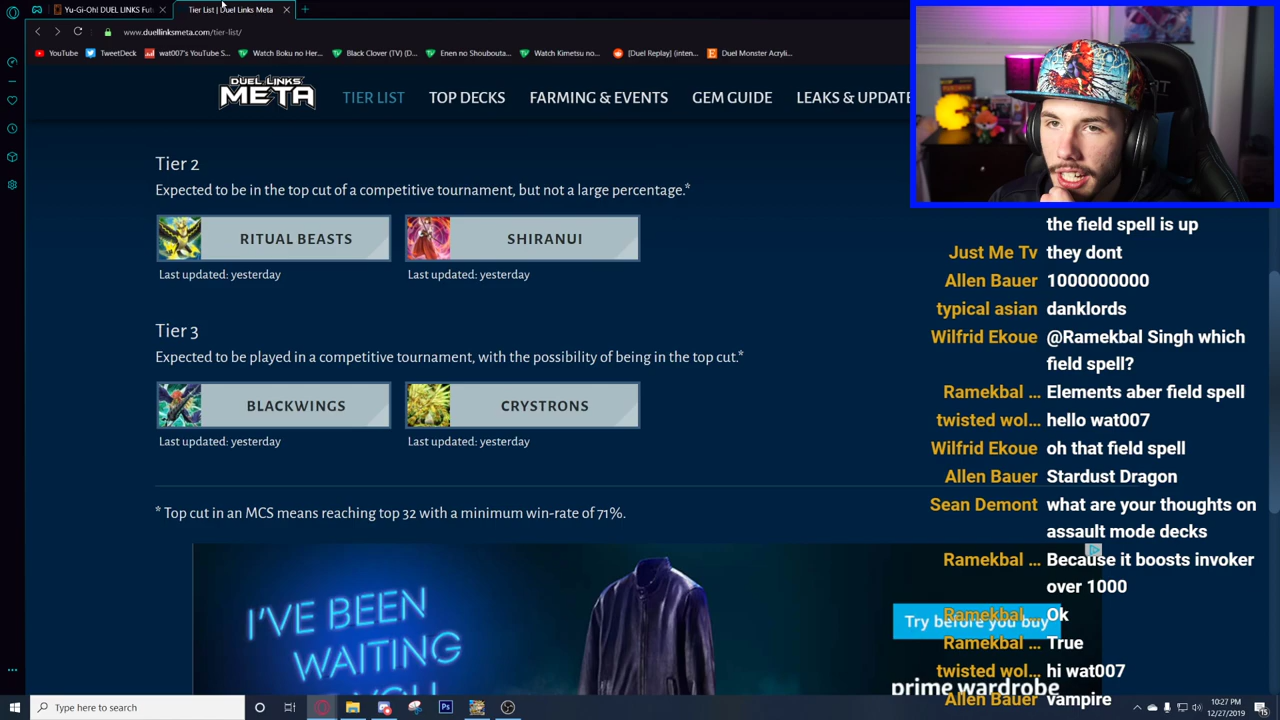 Yu-Gi-Oh! DUEL LINKS Fut
Tier List | Duel Links Meta
www.duellinksmeta.com/tier-list/
YouTube
TweetDeck
wat007's YouTube S...
Watch Boku no Her...
Black Clover (TV) (D...
Enen no Shoubouta...
Watch Kimetsu no...
[Duel Replay] (inten...
Duel Monster Acryli...
DUEL LINKS
META
TIER LIST
TOP DECKS
FARMING & EVENTS
GEM GUIDE
LEAKS & UPDATE
Tier 2
Expected to be in the top cut of a competitive tournament, but not a large percentage.*
RITUAL BEASTS
SHIRANUI
Last updated: yesterday
Last updated: yesterday
Tier 3
Expected to be played in a competitive tournament, with the possibility of being in the top cut.*
BLACKWINGS
CRYSTRONS
Last updated: yesterday
Last updated: yesterday
* Top cut in an MCS means reaching top 32 with a minimum win-rate of 71%.
I'VE BEEN
WAITING
YOU
Try before you buy
prime wardrobe
the field spell is up
Just Me Tv they dont
Allen Bauer 1000000000
typical asian danklords
Wilfrid Ekoue @Ramekbal Singh which
field spell?
Ramekbal ... Elements aber field spell
twisted wol... hello wat007
Wilfrid Ekoue oh that field spell
Allen Bauer Stardust Dragon
Sean Demont what are your thoughts on
assault mode decks
Ramekbal ... Because it boosts invoker
over 1000
Ramekbal ... Ok
Ramekbal ... True
twisted wol... hi wat007
Allen Bauer vampire
Type here to search
10:27 PM
12/27/2019
15